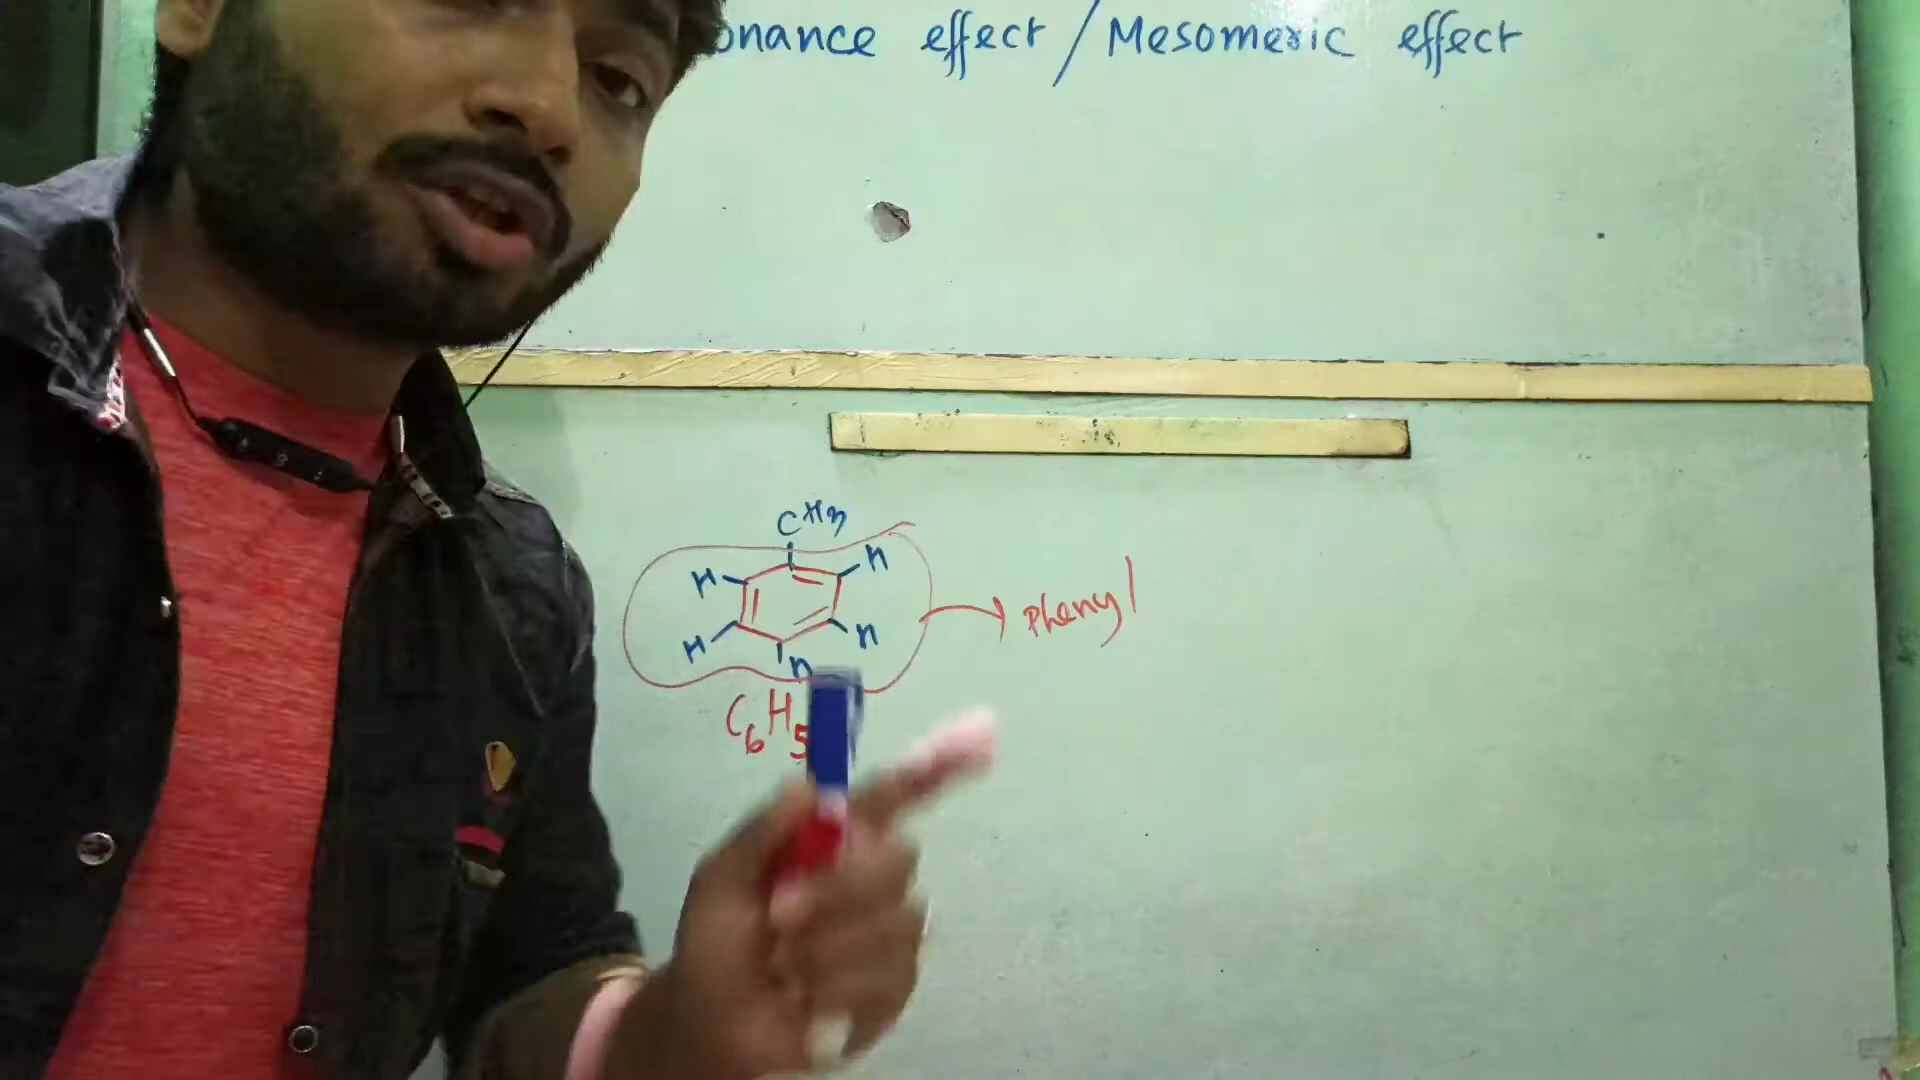 onance effect / Mesomeric effect
CH3
H H
H H
H
Phenyl
C6H5